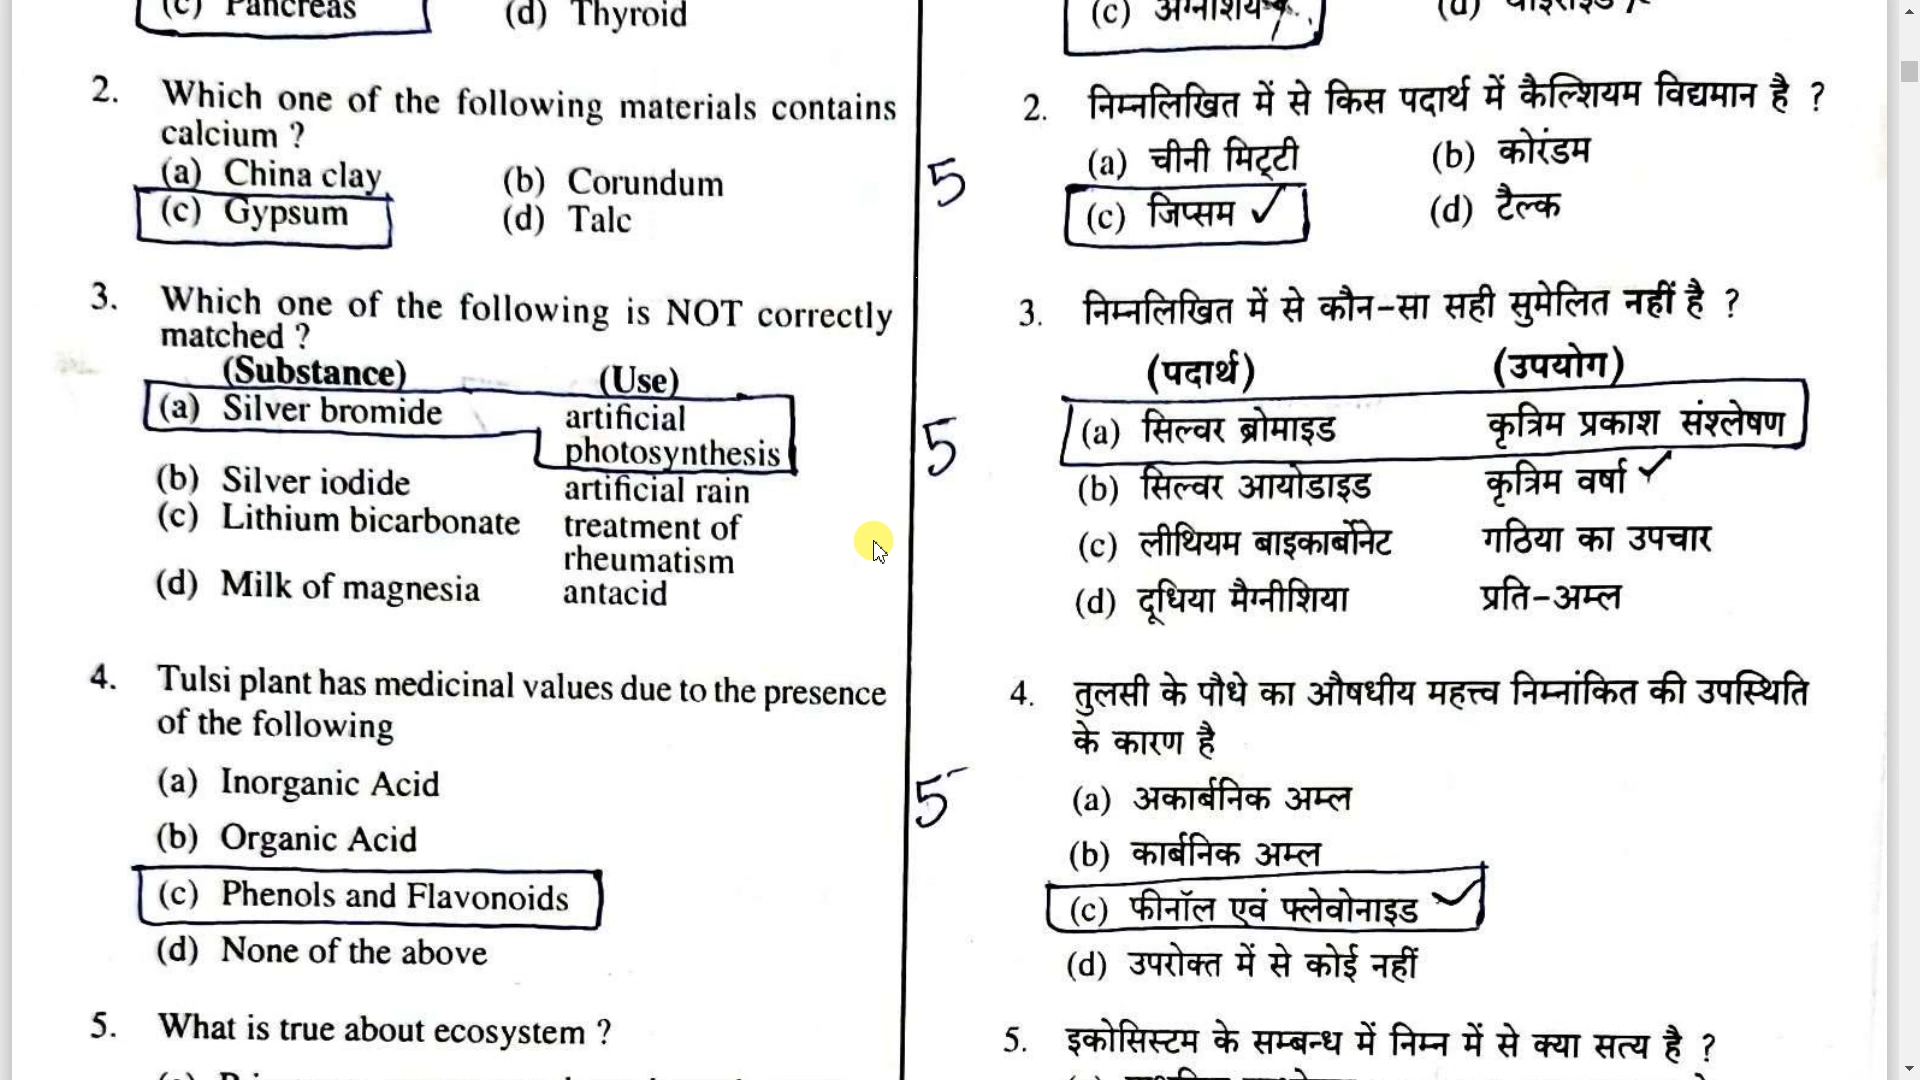 (c) Pancreas (d) Thyroid
2. Which one of the following materials contains
calcium ?
(a) China clay (b) Corundum
(c) Gypsum (d) Talc
3. Which one of the following is NOT correctly
matched ?
(Substance) (Use)
(a) Silver bromide artificial
photosynthesis
(b) Silver iodide artificial rain
(c) Lithium bicarbonate treatment of
rheumatism
(d) Milk of magnesia antacid
4. Tulsi plant has medicinal values due to the presence
of the following
(a) Inorganic Acid
(b) Organic Acid
(c) Phenols and Flavonoids
(d) None of the above
5. What is true about ecosystem ?
5
5
5
(c) अग्नाशय (d) थाइराइड
2. निम्नलिखित में से किस पदार्थ में कैल्शियम विद्यमान है ?
(a) चीनी मिट्टी (b) कोरंडम
(c) जिप्सम ✓ (d) टैल्क
3. निम्नलिखित में से कौन-सा सही सुमेलित नहीं है ?
(पदार्थ) (उपयोग)
(a) सिल्वर ब्रोमाइड कृत्रिम प्रकाश संश्लेषण
(b) सिल्वर आयोडाइड कृत्रिम वर्षा ✓
(c) लीथियम बाइकार्बोनेट गठिया का उपचार
(d) दूधिया मैग्नीशिया प्रति-अम्ल
4. तुलसी के पौधे का औषधीय महत्त्व निम्नांकित की उपस्थिति
के कारण है
(a) अकार्बनिक अम्ल
(b) कार्बनिक अम्ल
(c) फीनॉल एवं फ्लेवोनाइड ✓
(d) उपरोक्त में से कोई नहीं
5. इकोसिस्टम के सम्बन्ध में निम्न में से क्या सत्य है ?